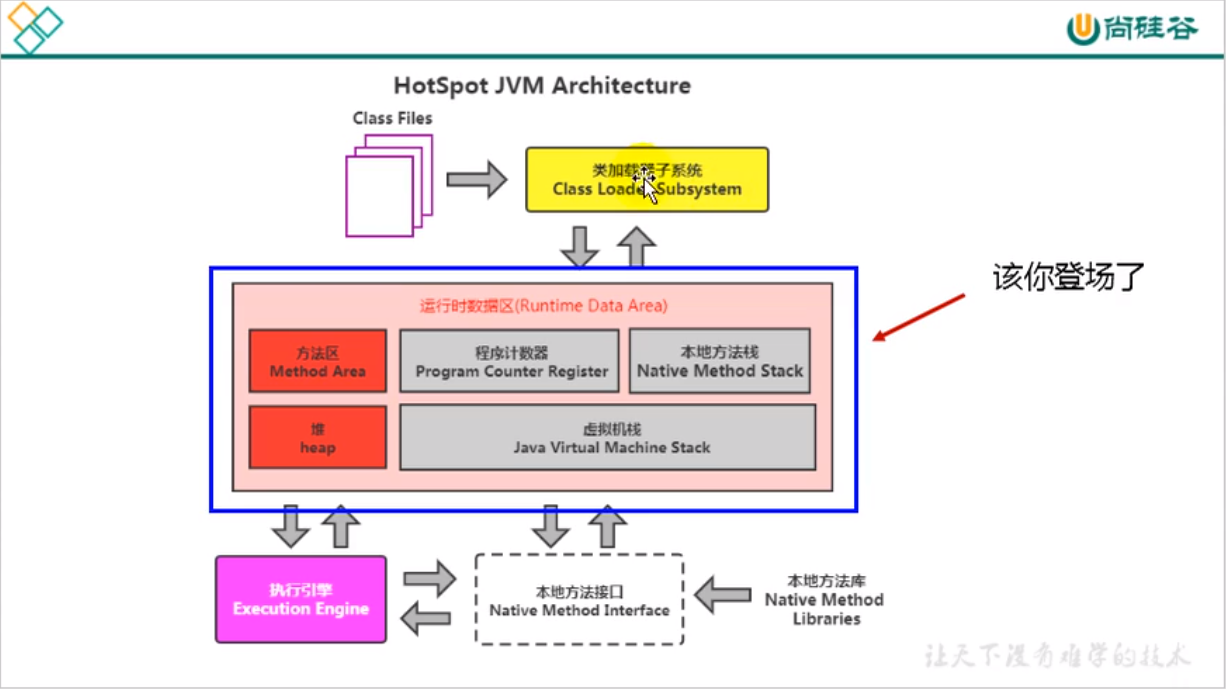 尚硅谷
HotSpot JVM Architecture
Class Files
类加载器子系统
Class Loader Subsystem
该你登场了
运行时数据区(Runtime Data Area)
方法区
Method Area
程序计数器
Program Counter Register
本地方法栈
Native Method Stack
堆
heap
虚拟机栈
Java Virtual Machine Stack
执行引擎
Execution Engine
本地方法接口
Native Method Interface
本地方法库
Native Method
Libraries
让天下没有难学的技术